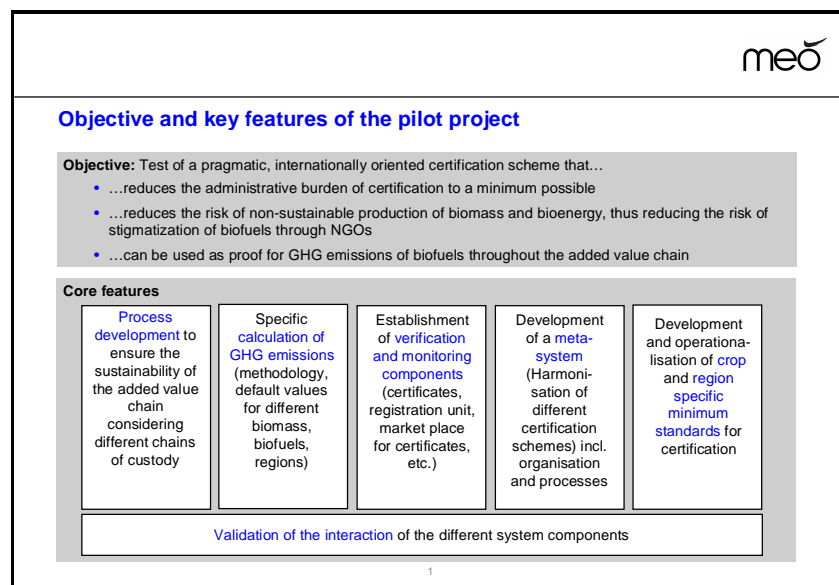 meó
Objective and key features of the pilot project
Objective: Test of a pragmatic, internationally oriented certification scheme that…
• …reduces the administrative burden of certification to a minimum possible
• …reduces the risk of non-sustainable production of biomass and bioenergy, thus reducing the risk of
stigmatization of biofuels through NGOs
• …can be used as proof for GHG emissions of biofuels throughout the added value chain
Core features
Process
development to
ensure the
sustainability of
the added value
chain
considering
different chains
of custody
Specific
calculation of
GHG emissions
(methodology,
default values
for different
biomass,
biofuels,
regions)
Establishment
of verification
and monitoring
components
(certificates,
registration unit,
market place
for certificates,
etc.)
Development
of a meta-
system
(Harmoni-
sation of
different
certification
schemes) incl.
organisation
and processes
Development
and operationa-
lisation of crop
and region
specific
minimum
standards for
certification
Validation of the interaction of the different system components
1